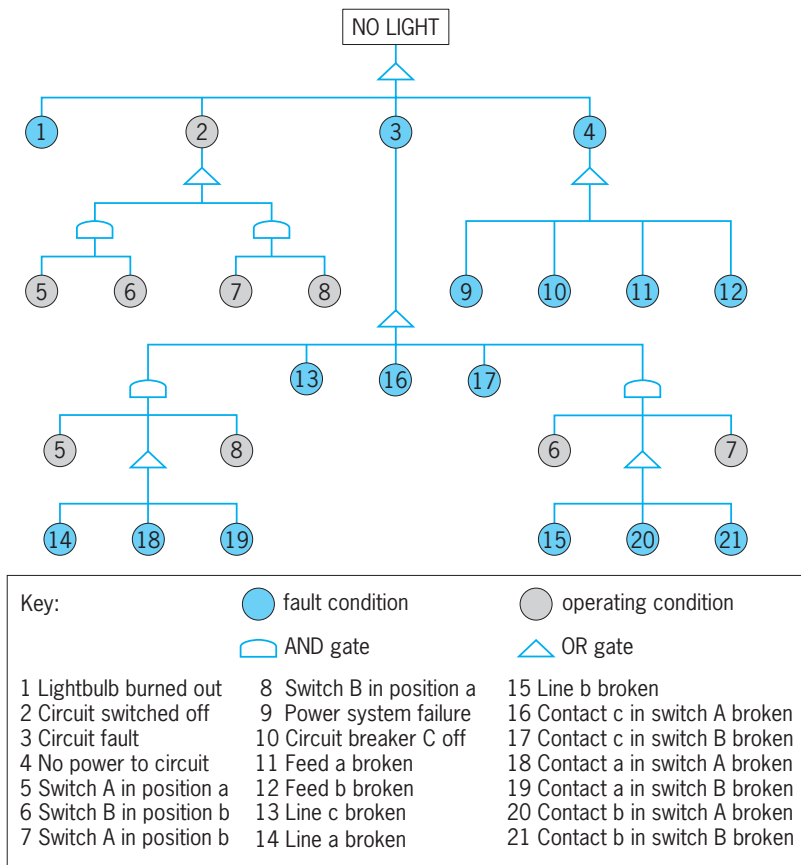 NO LIGHT
1 2 3 4
5 6 7 8 9 10 11 12
13 16 17
5 8 6 7
14 18 19 15 20 21
Key: fault condition operating condition
AND gate OR gate
1 Lightbulb burned out
2 Circuit switched off
3 Circuit fault
4 No power to circuit
5 Switch A in position a
6 Switch B in position b
7 Switch A in position b
8 Switch B in position a
9 Power system failure
10 Circuit breaker C off
11 Feed a broken
12 Feed b broken
13 Line c broken
14 Line a broken
15 Line b broken
16 Contact c in switch A broken
17 Contact c in switch B broken
18 Contact a in switch A broken
19 Contact a in switch B broken
20 Contact b in switch A broken
21 Contact b in switch B broken